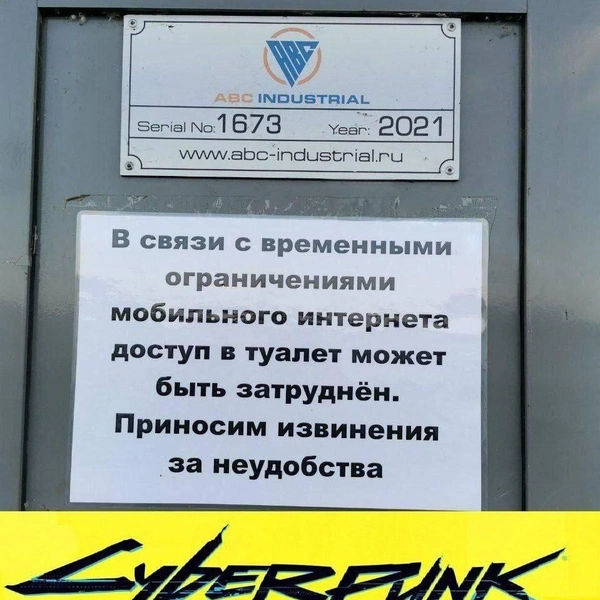 ABC
ABC INDUSTRIAL
Serial No: 1673 Year: 2021
www.abc-industrial.ru
В связи с временными
ограничениями
мобильного интернета
доступ в туалет может
быть затруднён.
Приносим извинения
за неудобства
CYBERPUNK